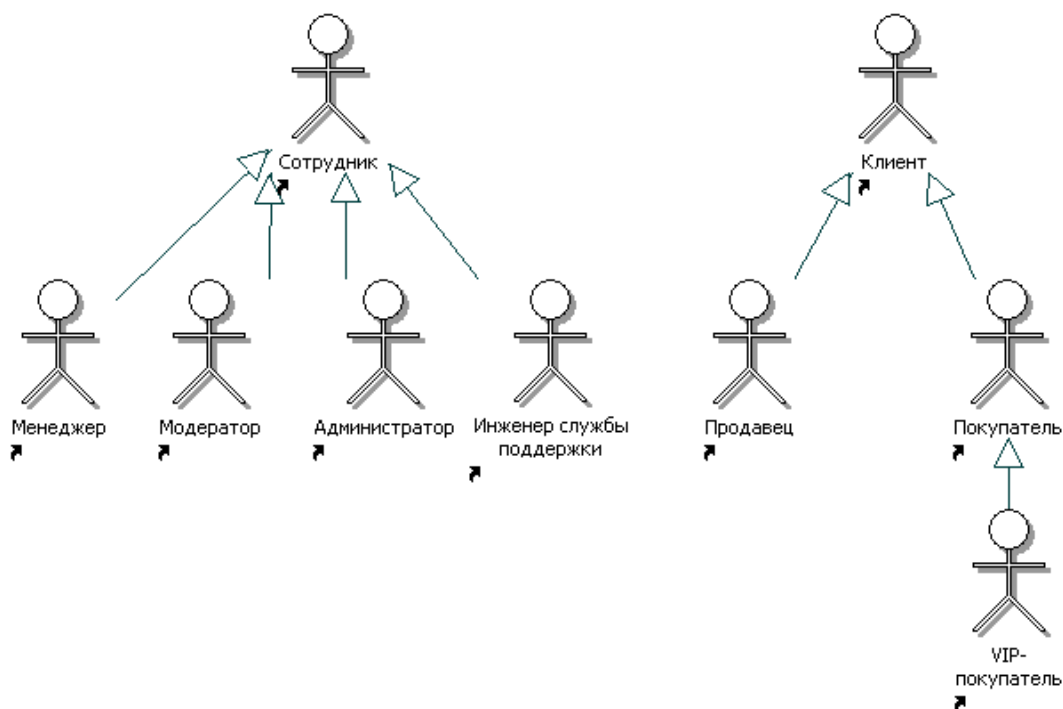 Сотрудник
Клиент
Менеджер
Модератор
Администратор
Инженер службы
поддержки
Продавец
Покупатель
VIP-
покупатель